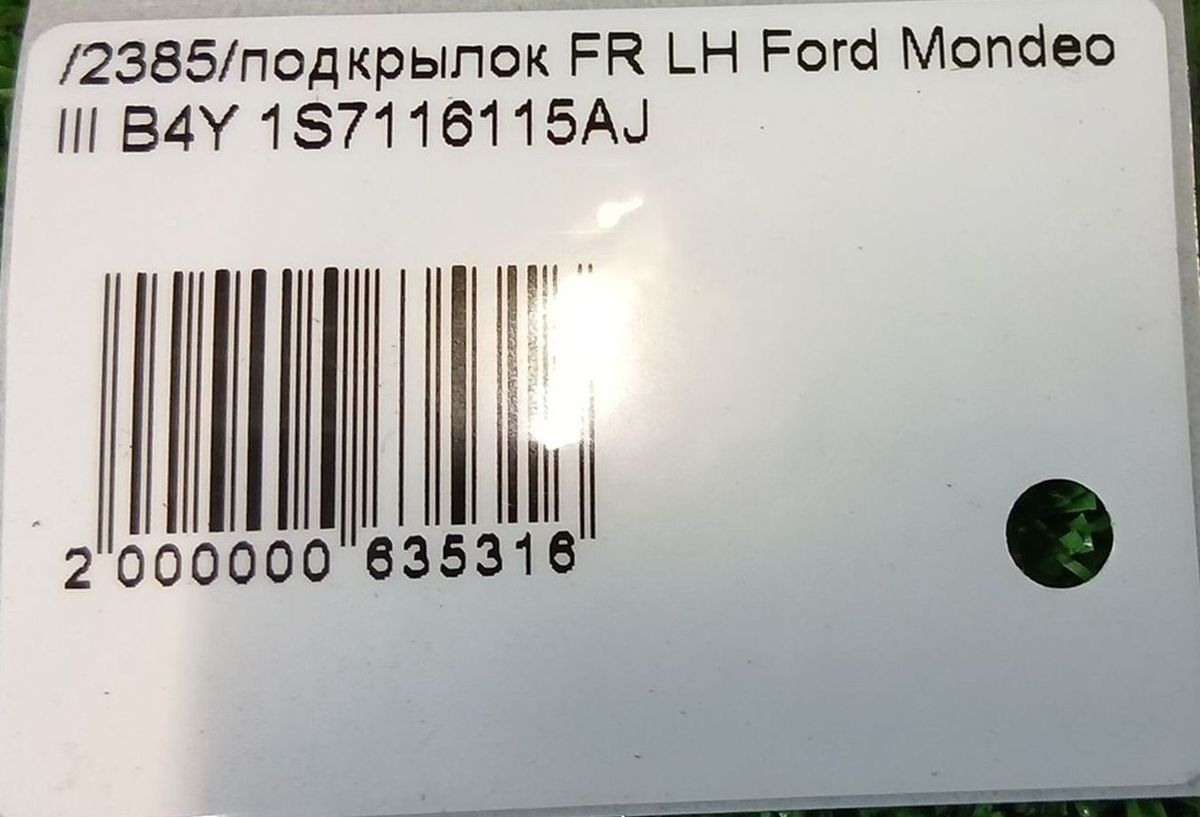 /2385/подкрылок FR LH Ford Mondeo
III B4Y 1S7116115AJ
2 000000 635316